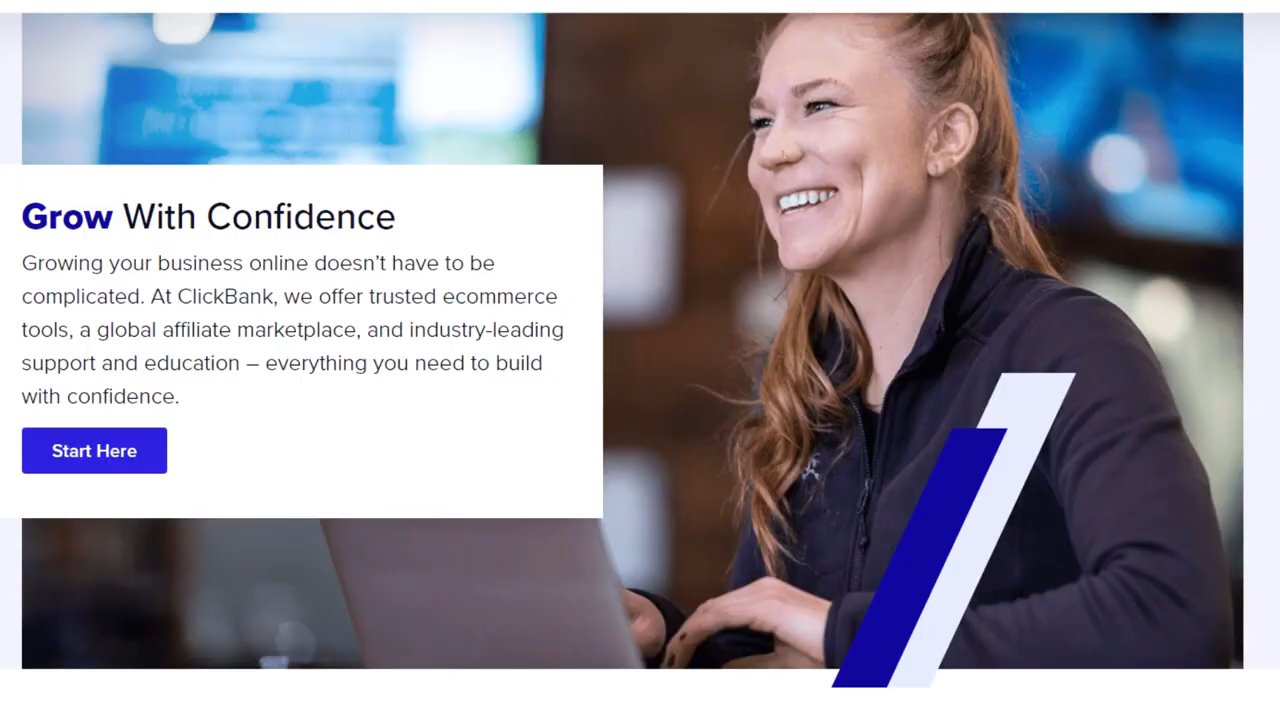 Grow With Confidence
Growing your business online doesn’t have to be
complicated. At ClickBank, we offer trusted ecommerce
tools, a global affiliate marketplace, and industry-leading
support and education – everything you need to build
with confidence.
Start Here